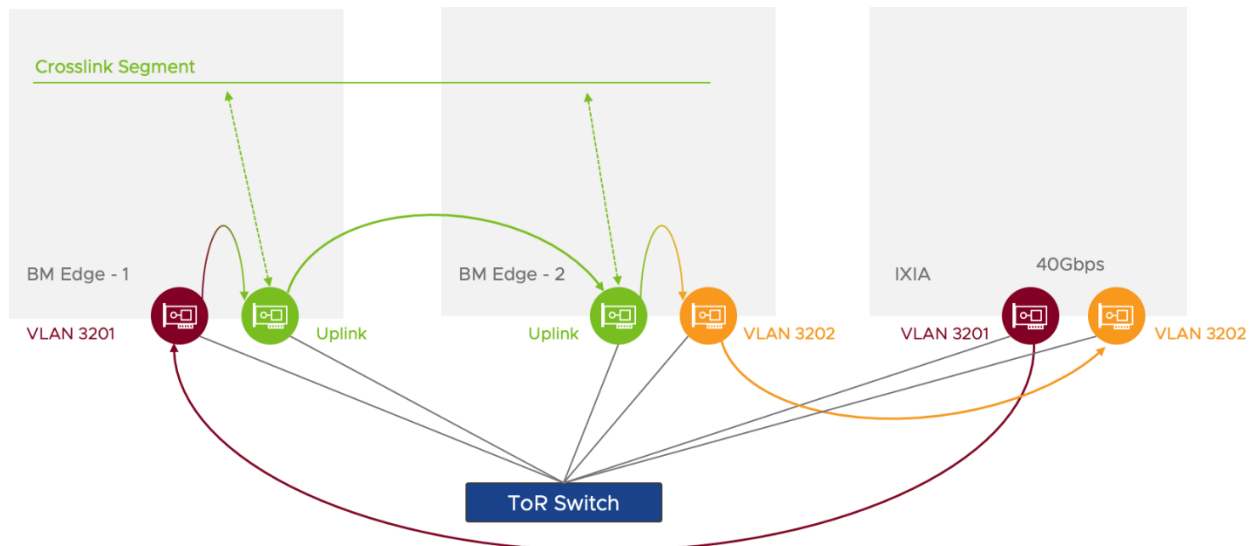 Crosslink Segment
BM Edge - 1
BM Edge - 2
IXIA
40Gbps
VLAN 3201
Uplink
Uplink
VLAN 3202
VLAN 3201
VLAN 3202
ToR Switch